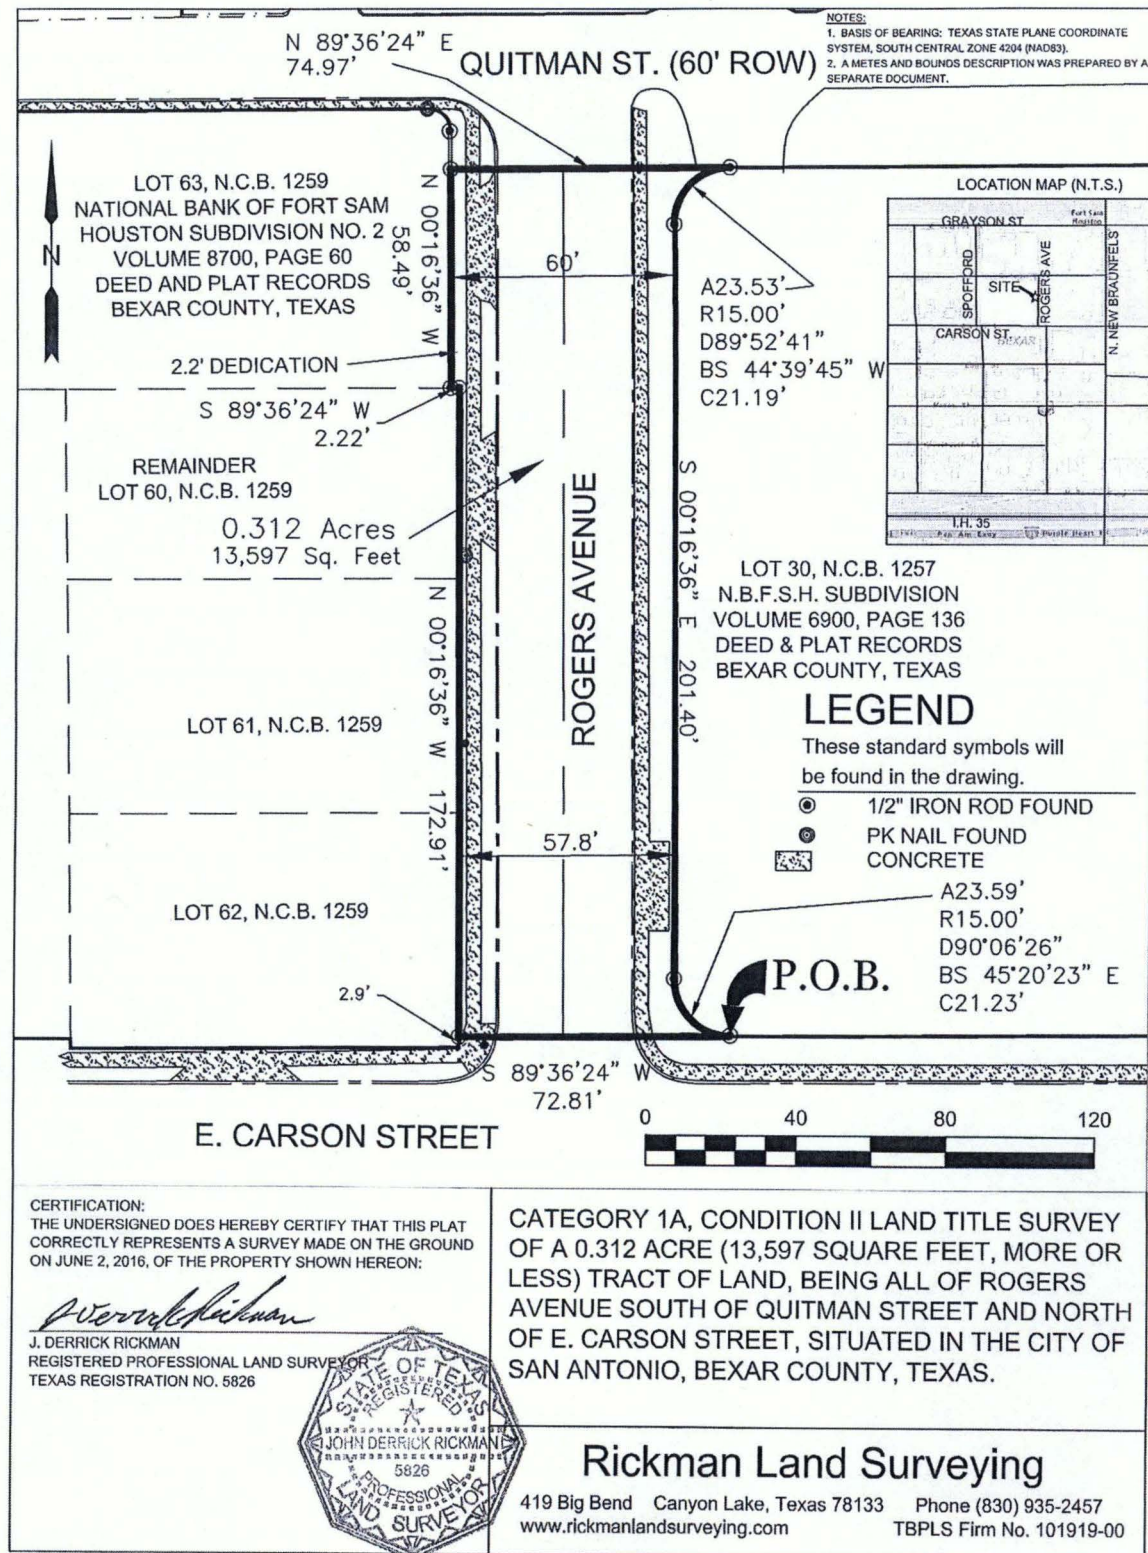 NOTES:
1. BASIS OF BEARING: TEXAS STATE PLANE COORDINATE
SYSTEM, SOUTH CENTRAL ZONE 4204 (NAD83).
2. A METES AND BOUNDS DESCRIPTION WAS PREPARED BY A
SEPARATE DOCUMENT.
N 89°36'24" E
74.97'
QUITMAN ST. (60' ROW)
LOT 63, N.C.B. 1259
NATIONAL BANK OF FORT SAM
HOUSTON SUBDIVISION NO. 2
VOLUME 8700, PAGE 60
DEED AND PLAT RECORDS
BEXAR COUNTY, TEXAS
N
N 00°16'36" W
58.49'
60'
2.2' DEDICATION
A23.53'
R15.00'
D89°52'41"
BS 44°39'45" W
C21.19'
LOCATION MAP (N.T.S.)
GRAYSON ST
Fort Sam
Houston
SPOFFORD
SITE
ROGERS AVE
N. NEW BRAUNFELS
CARSON ST.
BEXAR
I.H. 35
Pan Am Expy
Purple Heart
S 89°36'24" W
2.22'
REMAINDER
LOT 60, N.C.B. 1259
0.312 Acres
13,597 Sq. Feet
ROGERS AVENUE
S 00°16'36" E 201.40'
LOT 30, N.C.B. 1257
N.B.F.S.H. SUBDIVISION
VOLUME 6900, PAGE 136
DEED & PLAT RECORDS
BEXAR COUNTY, TEXAS
N 00°16'36" W 172.91'
LOT 61, N.C.B. 1259
LEGEND
These standard symbols will
be found in the drawing.
1/2" IRON ROD FOUND
PK NAIL FOUND
CONCRETE
57.8'
LOT 62, N.C.B. 1259
A23.59'
R15.00'
D90°06'26"
BS 45°20'23" E
C21.23'
P.O.B.
2.9'
S 89°36'24" W
72.81'
E. CARSON STREET
0 40 80 120
CERTIFICATION:
THE UNDERSIGNED DOES HEREBY CERTIFY THAT THIS PLAT
CORRECTLY REPRESENTS A SURVEY MADE ON THE GROUND
ON JUNE 2, 2016, OF THE PROPERTY SHOWN HEREON:
J. DERRICK RICKMAN
REGISTERED PROFESSIONAL LAND SURVEYOR
TEXAS REGISTRATION NO. 5826
STATE OF TEXAS
REGISTERED
JOHN DERRICK RICKMAN
5826
PROFESSIONAL
LAND SURVEYOR
CATEGORY 1A, CONDITION II LAND TITLE SURVEY
OF A 0.312 ACRE (13,597 SQUARE FEET, MORE OR
LESS) TRACT OF LAND, BEING ALL OF ROGERS
AVENUE SOUTH OF QUITMAN STREET AND NORTH
OF E. CARSON STREET, SITUATED IN THE CITY OF
SAN ANTONIO, BEXAR COUNTY, TEXAS.
Rickman Land Surveying
419 Big Bend Canyon Lake, Texas 78133 Phone (830) 935-2457
www.rickmanlandsurveying.com TBPLS Firm No. 101919-00